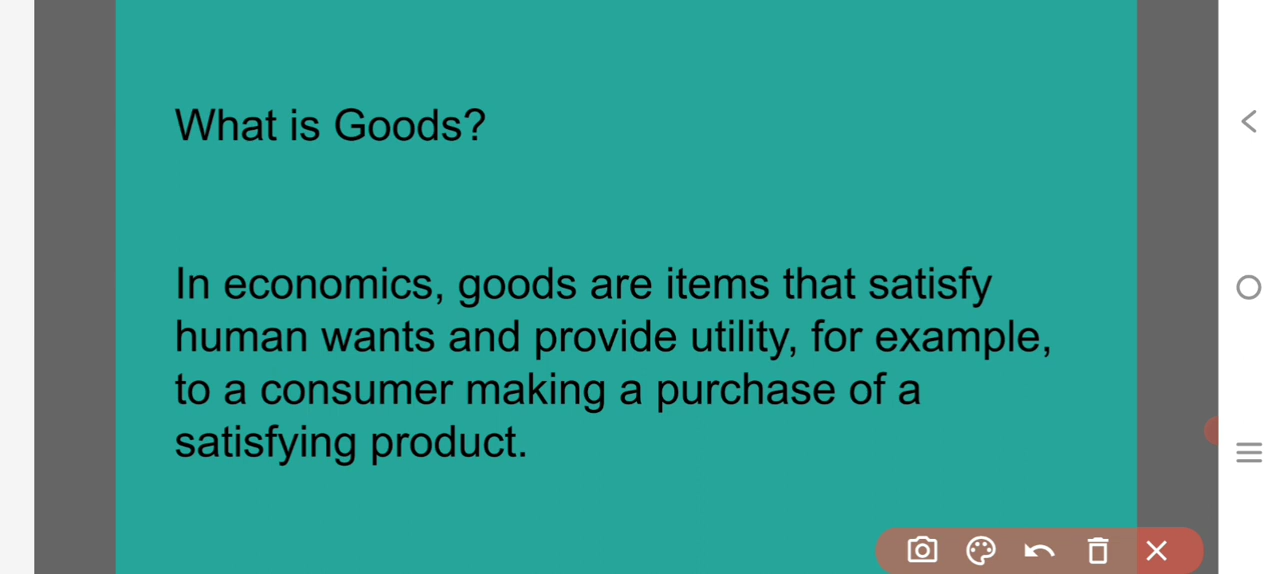 What is Goods?
In economics, goods are items that satisfy
human wants and provide utility, for example,
to a consumer making a purchase of a
satisfying product.